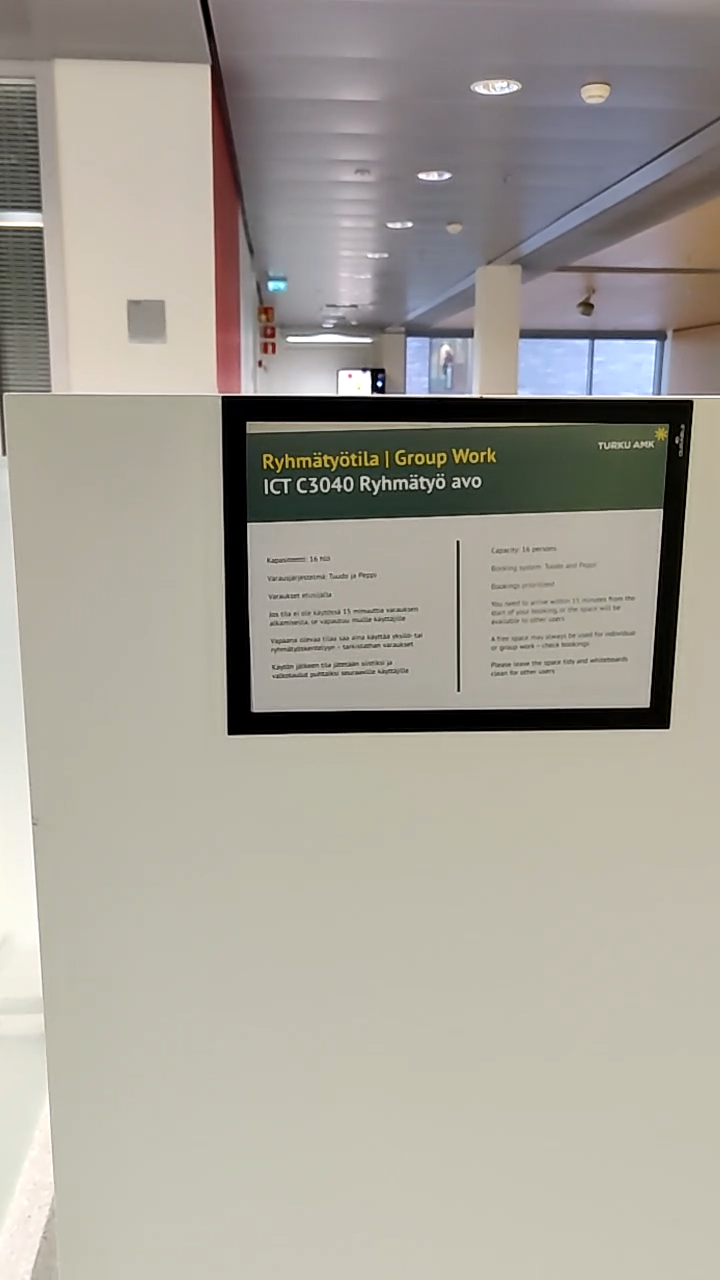 Ryhmätyötila | Group Work
ICT C3040 Ryhmätyö avo
TURKU AMK
Kapasiteetti: 16 hlö
Varausjärjestelmä: Tuudo ja Peppi
Varaukset etusijalla
Jos tila ei ole käytössä 15 minuuttia varauksen
alkamisesta, se vapautuu muille käyttäjille
Vapaana olevaa tilaa saa aina käyttää yksilö- tai
ryhmätyöskentelyyn - tarkistathan varaukset
Käytön jälkeen tila jätetään siistiksi ja
valkotaulut puhtaiksi seuraaville käyttäjille
Capacity: 16 persons
Booking system: Tuudo and Peppi
Bookings prioritized
You need to arrive within 15 minutes from the
start of your booking or the space will be
available to other users
A free space may always be used for individual
or group work - check bookings
Please leave the space tidy and whiteboards
clean for other users